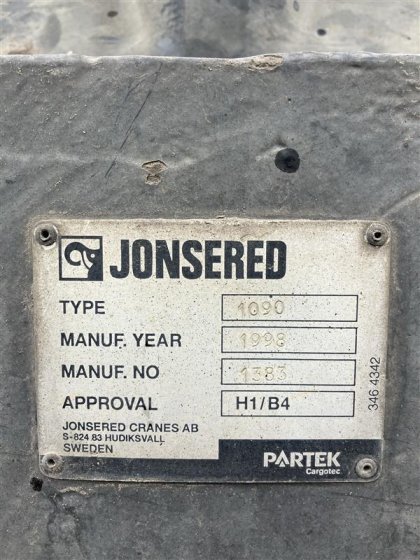 JONSERED
TYPE 1090
MANUF. YEAR 1998
MANUF. NO 1383
APPROVAL H1/B4
346 4342
JONSERED CRANES AB
S-824 83 HUDIKSVALL
SWEDEN
PARTEK
Cargotec